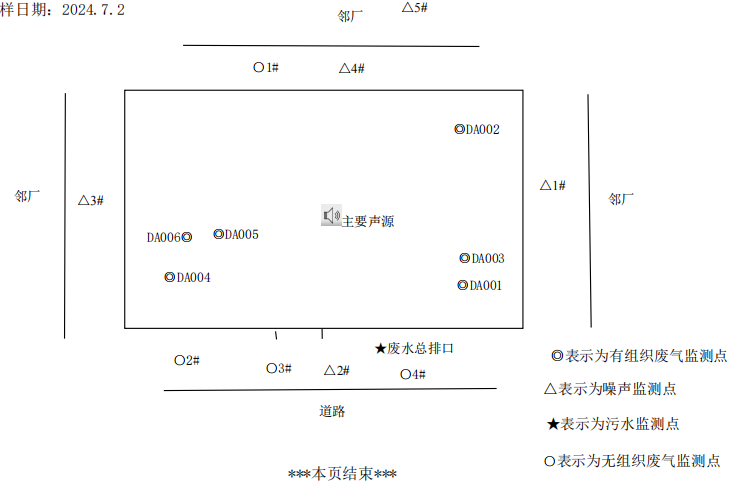 样日期：2024.7.2
邻厂
△5#
○1#
△4#
◎DA002
邻厂
△3#
△1#
邻厂
主要声源
DA006◎
◎DA005
◎DA003
◎DA004
◎DA001
★废水总排口
○2#
○3#
△2#
○4#
道路
◎表示为有组织废气监测点
△表示为噪声监测点
★表示为污水监测点
○表示为无组织废气监测点
***本页结束***